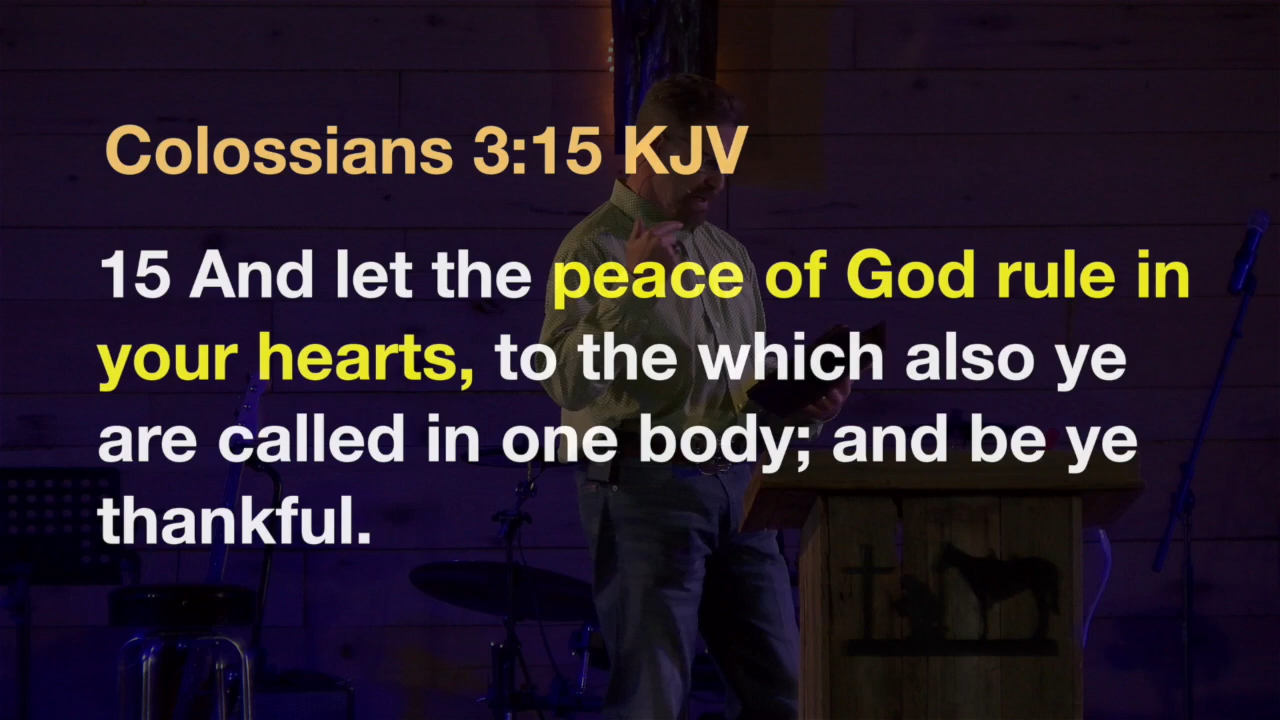 Colossians 3:15 KJV
15 And let the peace of God rule in
your hearts, to the which also ye
are called in one body; and be ye
thankful.